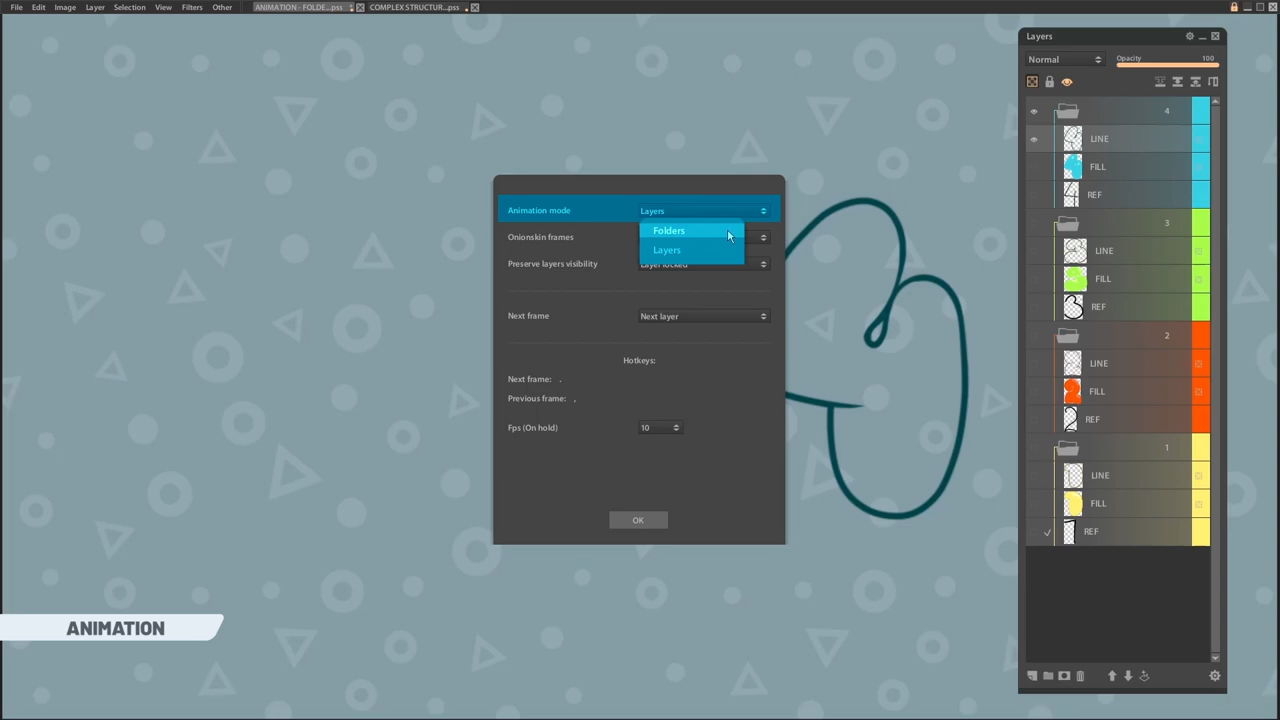 File Edit Image Layer Selection View Filters Other ANIMATION - FOLDE...pss COMPLEX STRUCTUR...pss
Layers
Normal Opacity 100
4
LINE
FILL
REF
3
LINE
FILL
REF
2
LINE
FILL
REF
1
LINE
FILL
REF
Animation mode Layers
Folders
Layers
Onionskin frames
Preserve layers visibility Layer locked
Next frame Next layer
Hotkeys:
Next frame: .
Previous frame: ,
Fps (On hold) 10
OK
ANIMATION